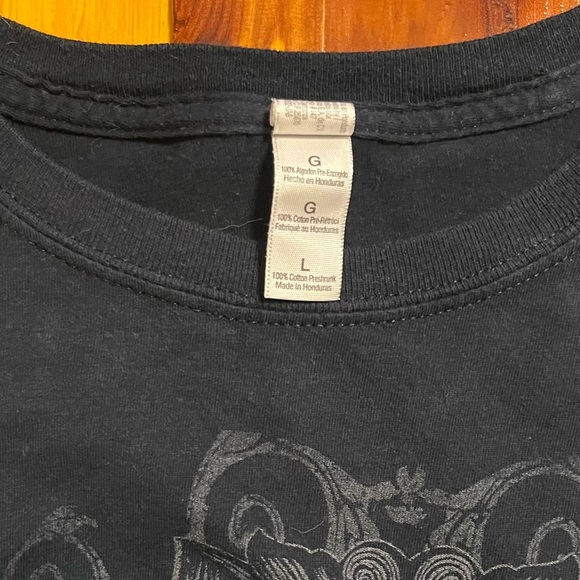 G
100% Algodon Pre-Encogido
Hecho en Honduras
G
100% Coton Pré-Rétréci
Fabriqué au Honduras
L
100% Cotton Preshrunk
Made in Honduras